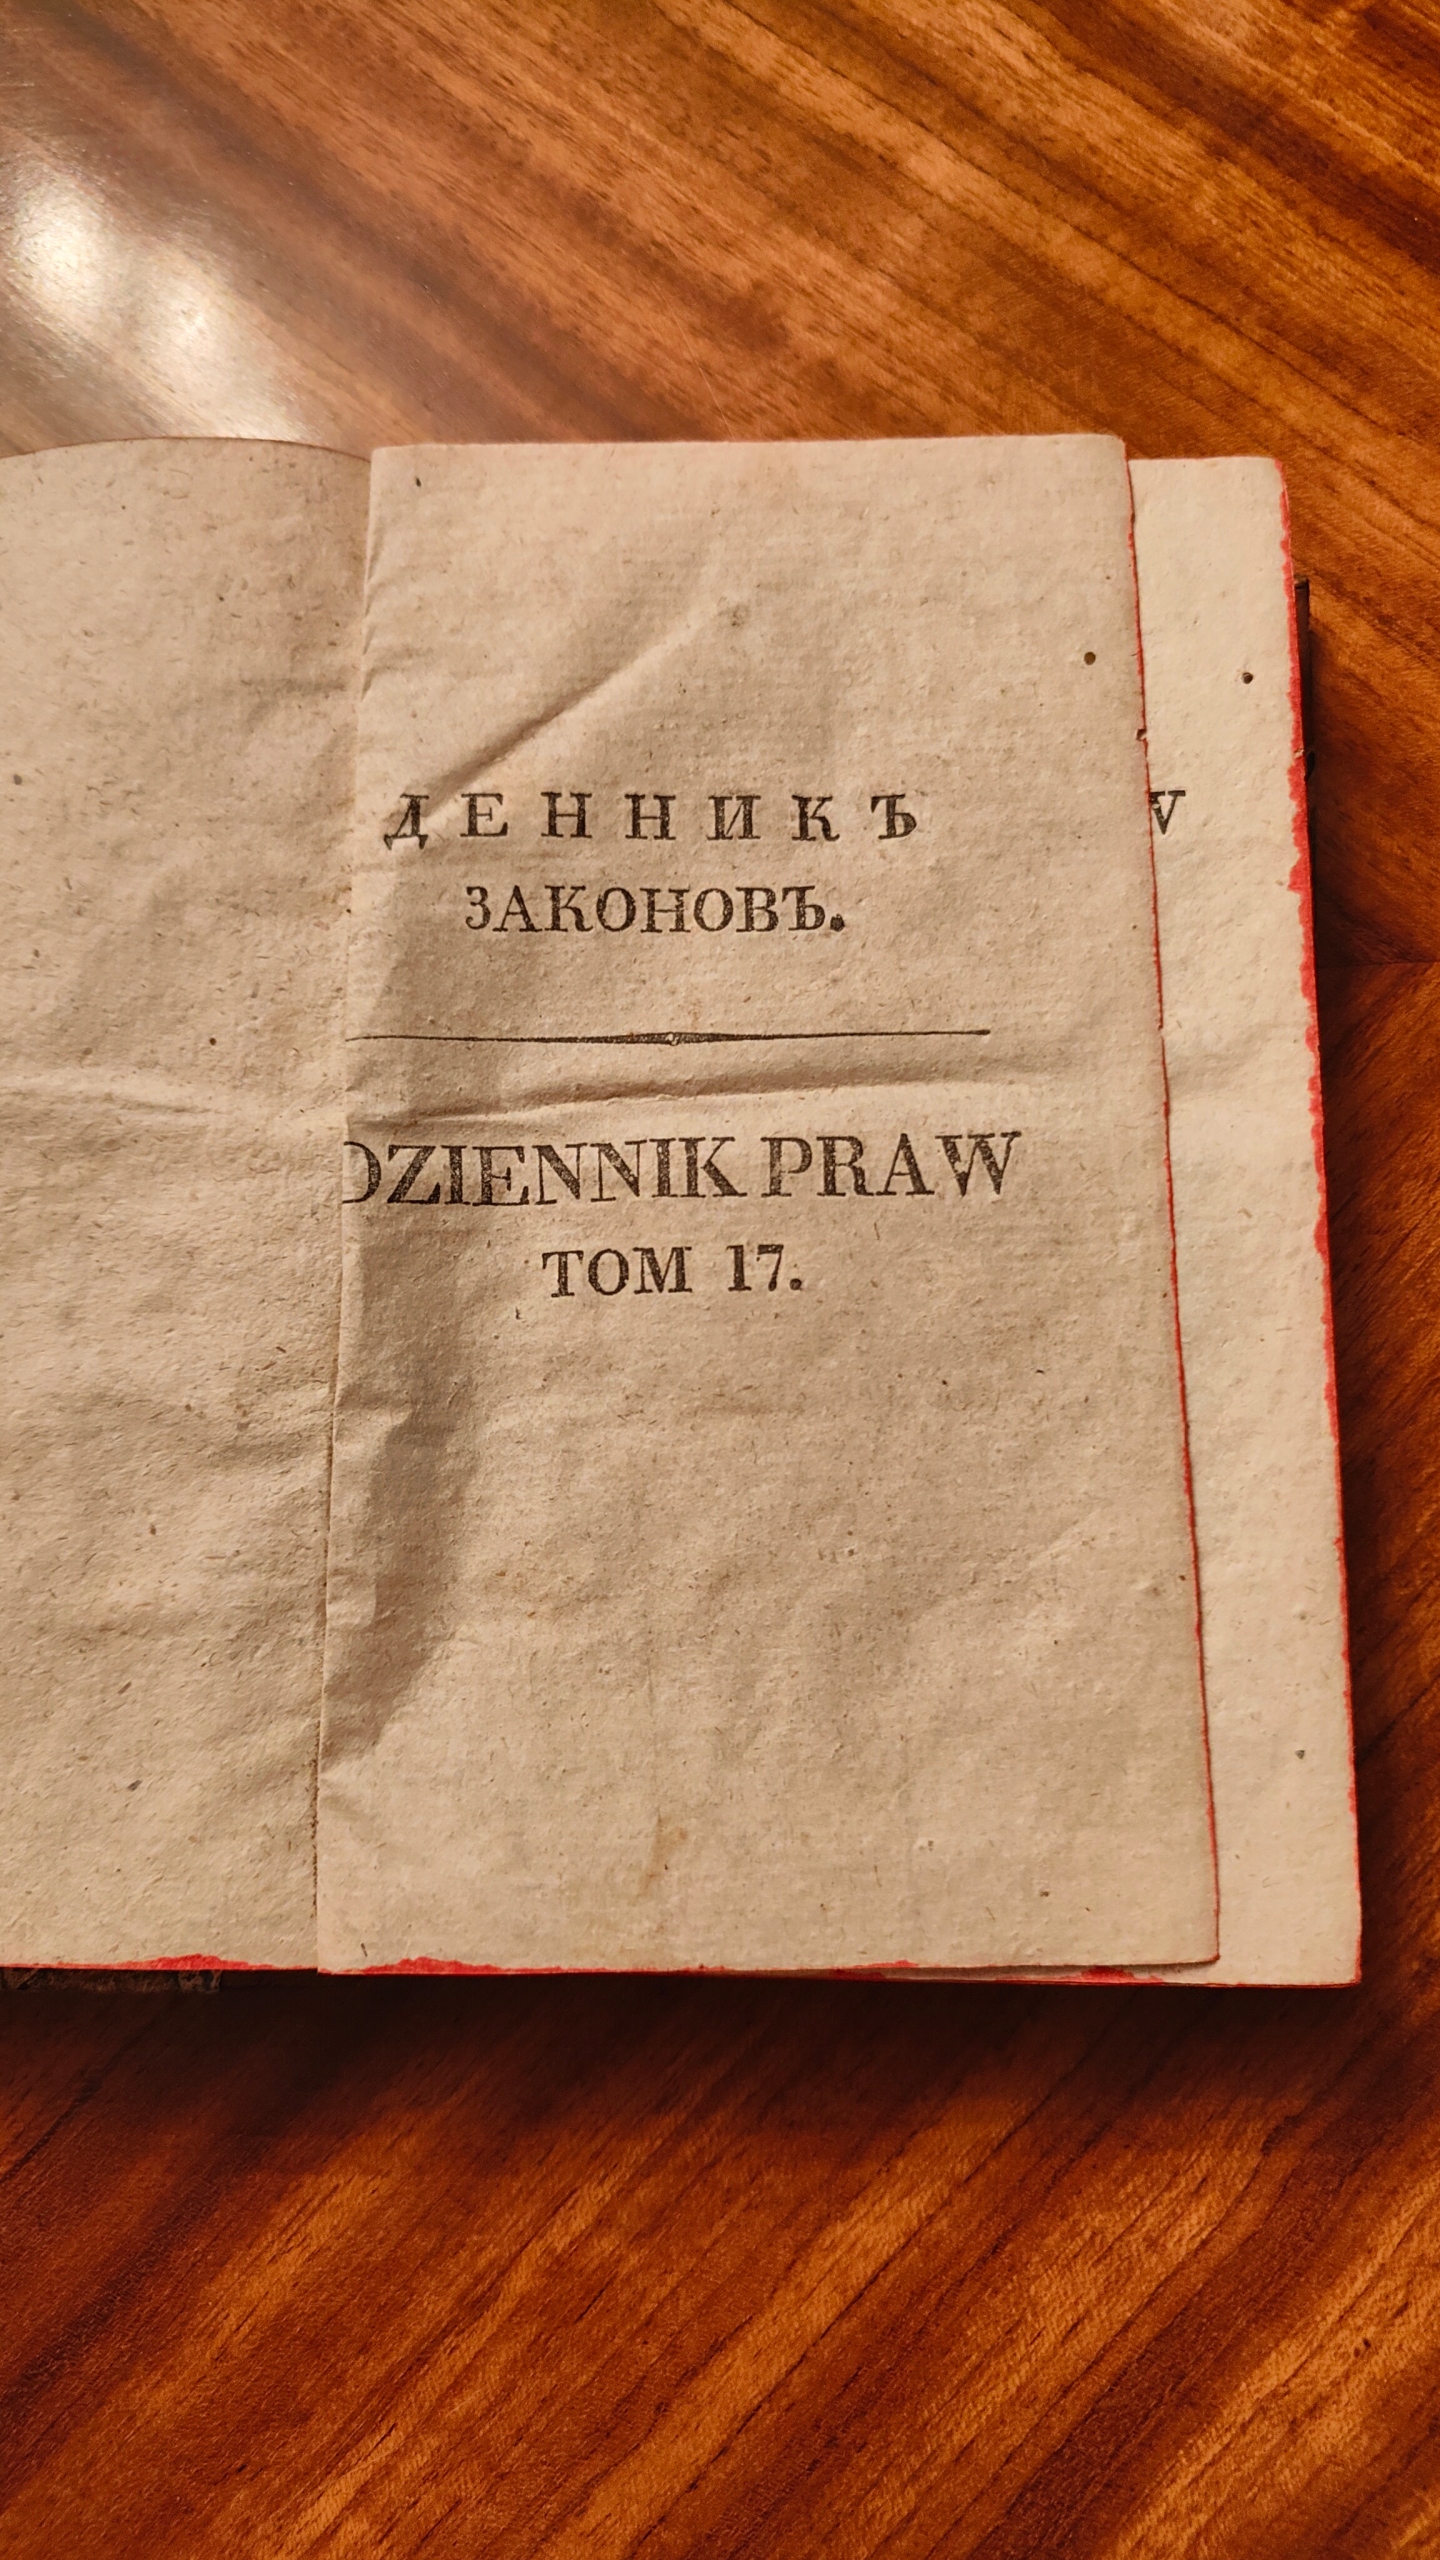 ДЕННИКЪ
ЗАКОНОВЪ.
DZIENNIK PRAW
TOM 17.